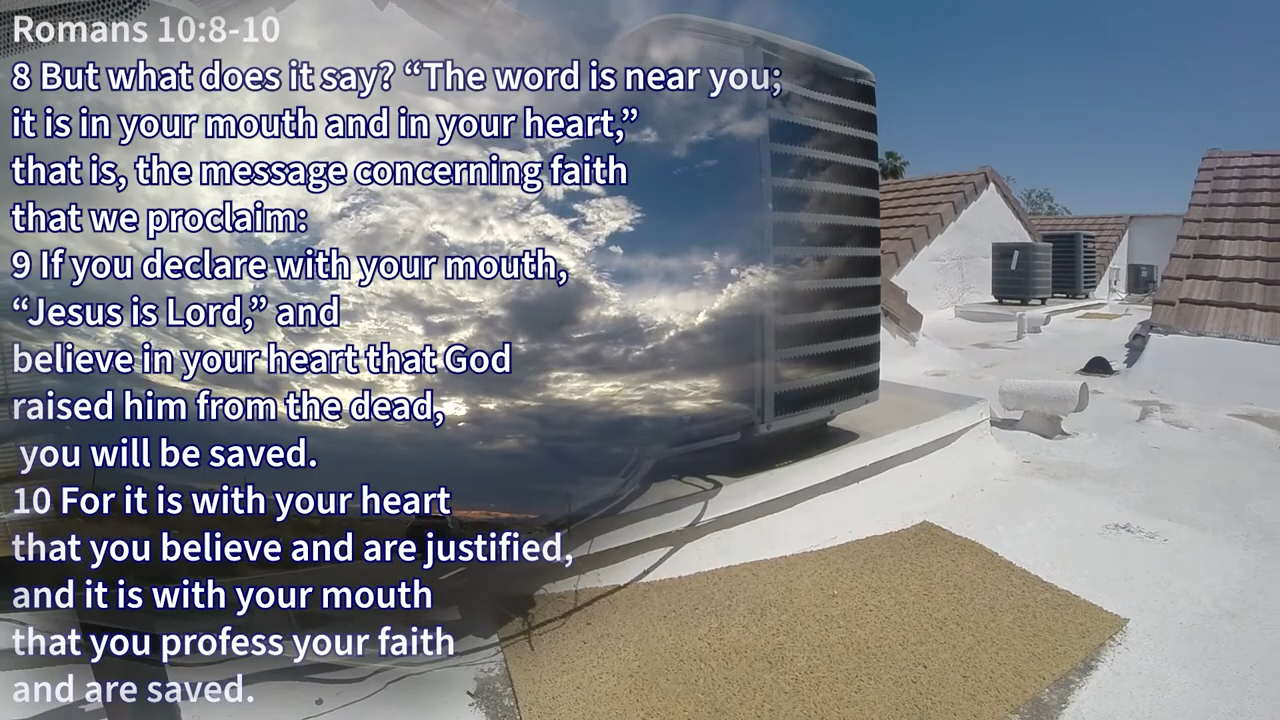 Romans 10:8-10
8 But what does it say? “The word is near you;
it is in your mouth and in your heart,”
that is, the message concerning faith
that we proclaim:
9 If you declare with your mouth,
“Jesus is Lord,” and
believe in your heart that God
raised him from the dead,
you will be saved.
10 For it is with your heart
that you believe and are justified,
and it is with your mouth
that you profess your faith
and are saved.